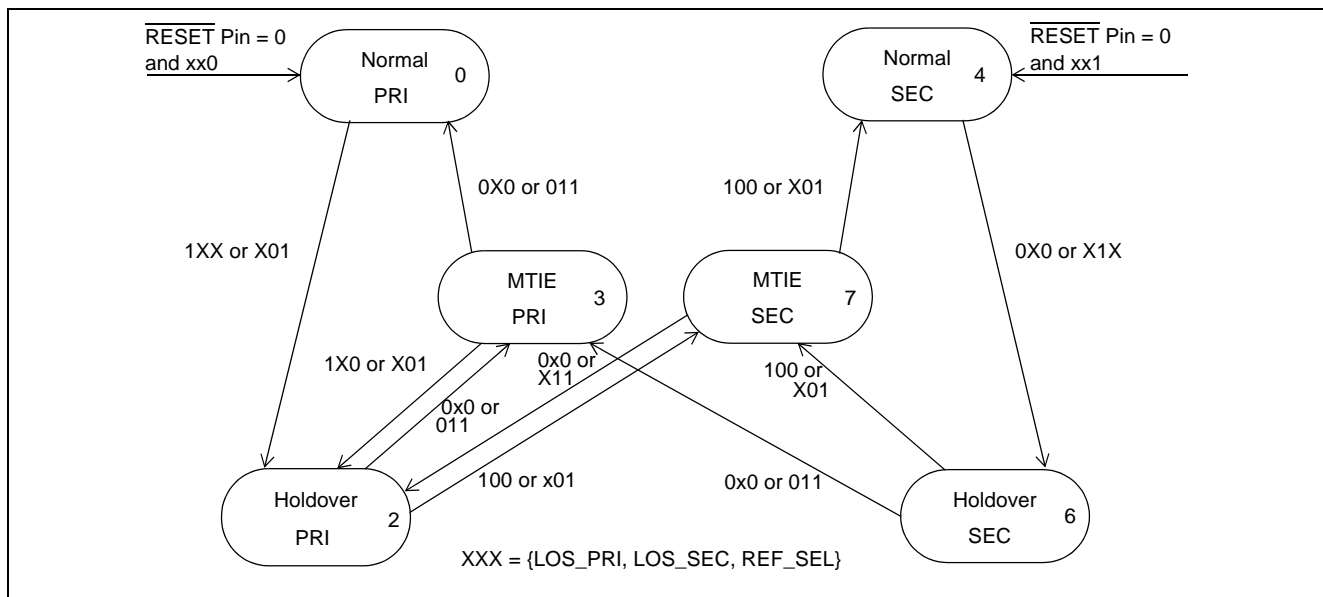 RESET Pin = 0
and xx0
Normal
PRI
0
Normal
SEC
4
RESET Pin = 0
and xx1
0X0 or 011
100 or X01
1XX or X01
0X0 or X1X
MTIE
PRI
3
MTIE
SEC
7
1X0 or X01
0x0 or
011
0x0 or
X11
100 or
X01
100 or x01
0x0 or 011
Holdover
PRI
2
Holdover
SEC
6
XXX = {LOS_PRI, LOS_SEC, REF_SEL}